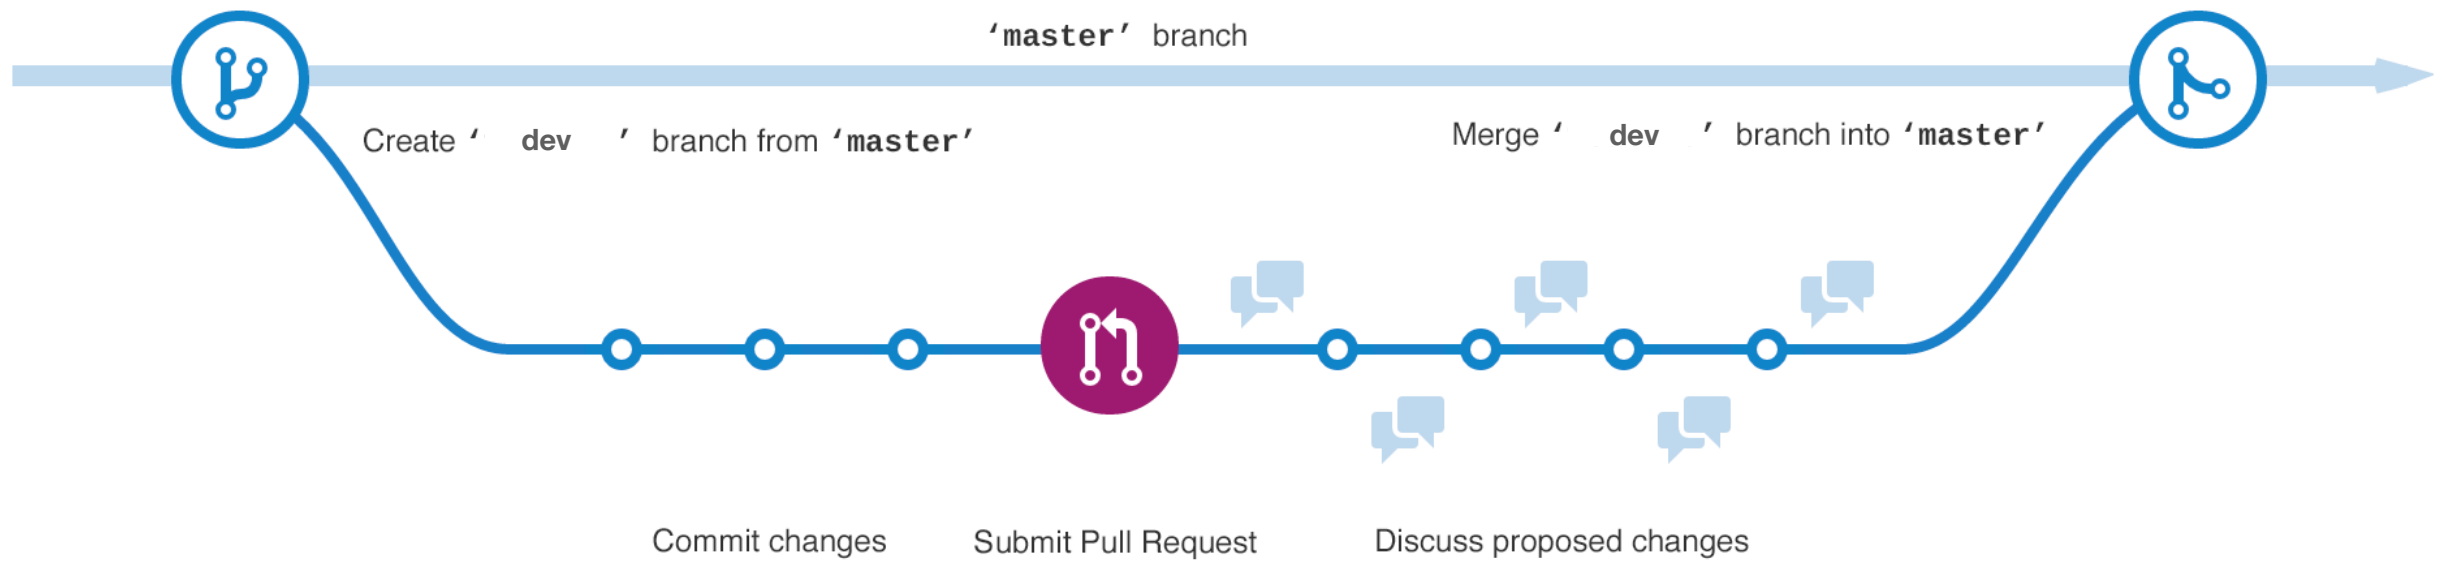 ‘master’ branch
Create ‘ dev ’ branch from ‘master’
Merge ‘ dev ’ branch into ‘master’
Commit changes
Submit Pull Request
Discuss proposed changes